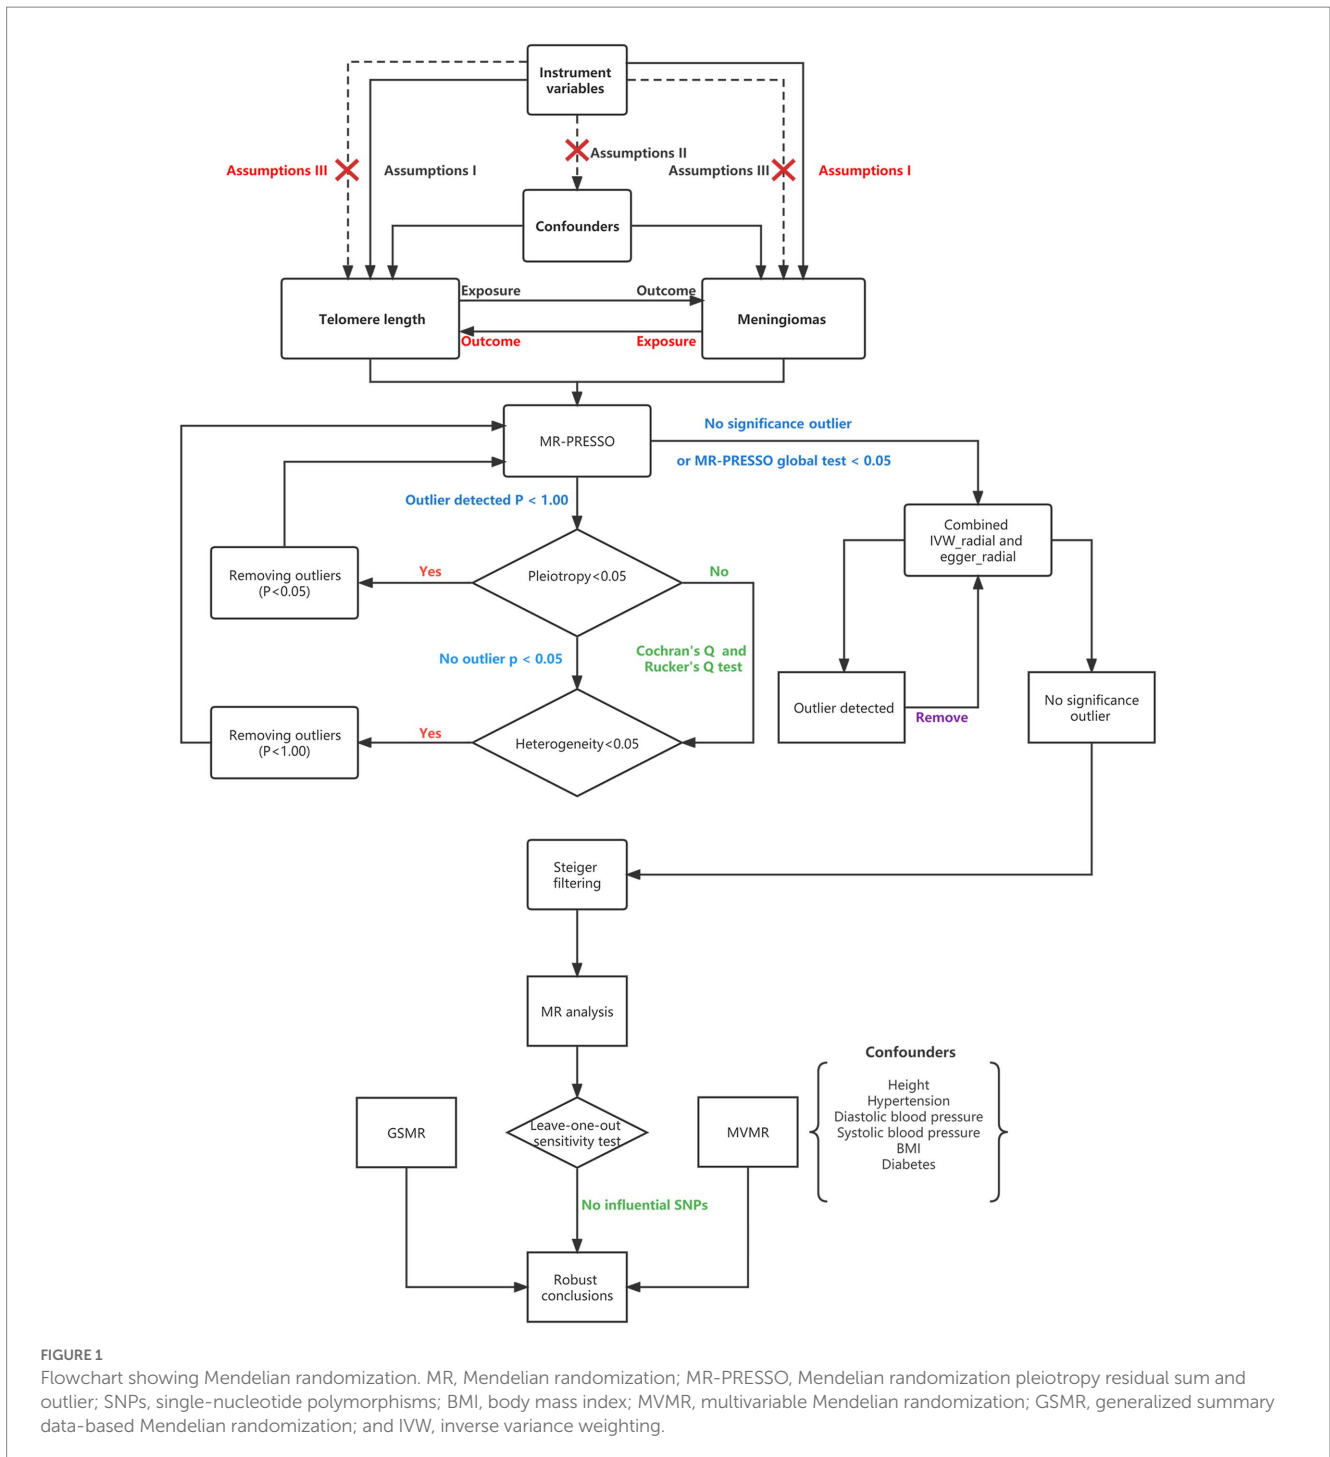 Instrument
variables
Assumptions II
Assumptions III
Assumptions I
Assumptions III
Assumptions I
Confounders
Exposure
Outcome
Telomere length
Meningiomas
Outcome
Exposure
No significance outlier
MR-PRESSO
or MR-PRESSO global test < 0.05
Outlier detected P < 1.00
Combined
IVW_radial and
egger_radial
Removing outliers
(P<0.05)
Yes
Pleiotropy<0.05
No
No outlier p < 0.05
Cochran's Q and
Rucker's Q test
Outlier detected
Remove
No significance
outlier
Removing outliers
(P<1.00)
Yes
Heterogeneity<0.05
Steiger
filtering
MR analysis
Confounders
Height
Hypertension
Diastolic blood pressure
Systolic blood pressure
BMI
Diabetes
GSMR
Leave-one-out
sensitivity test
MVMR
No influential SNPs
Robust
conclusions
FIGURE 1
Flowchart showing Mendelian randomization. MR, Mendelian randomization; MR-PRESSO, Mendelian randomization pleiotropy residual sum and
outlier; SNPs, single-nucleotide polymorphisms; BMI, body mass index; MVMR, multivariable Mendelian randomization; GSMR, generalized summary
data-based Mendelian randomization; and IVW, inverse variance weighting.